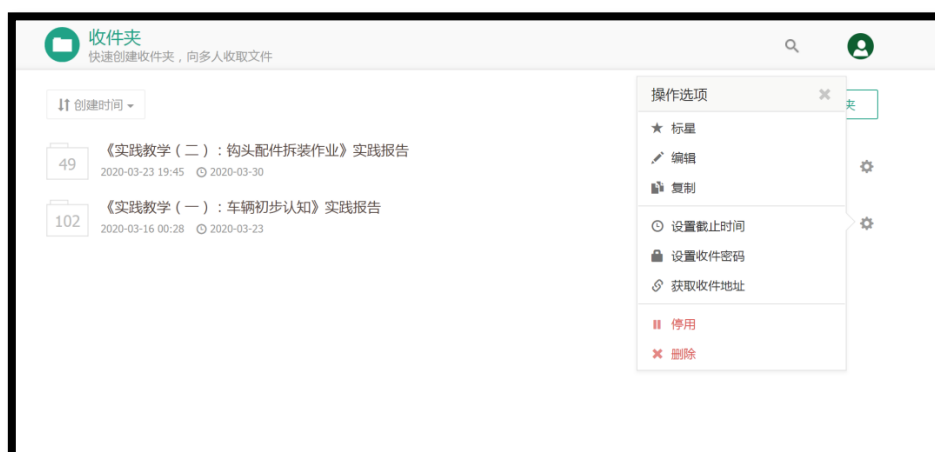 收件夹
快速创建收件夹，向多人收取文件
创建时间
夹
49
《实践教学（二）：钩头配件拆装作业》实践报告
2020-03-23 19:45 2020-03-30
102
《实践教学（一）：车辆初步认知》实践报告
2020-03-16 00:28 2020-03-23
操作选项
标星
编辑
复制
设置截止时间
设置收件密码
获取收件地址
停用
删除